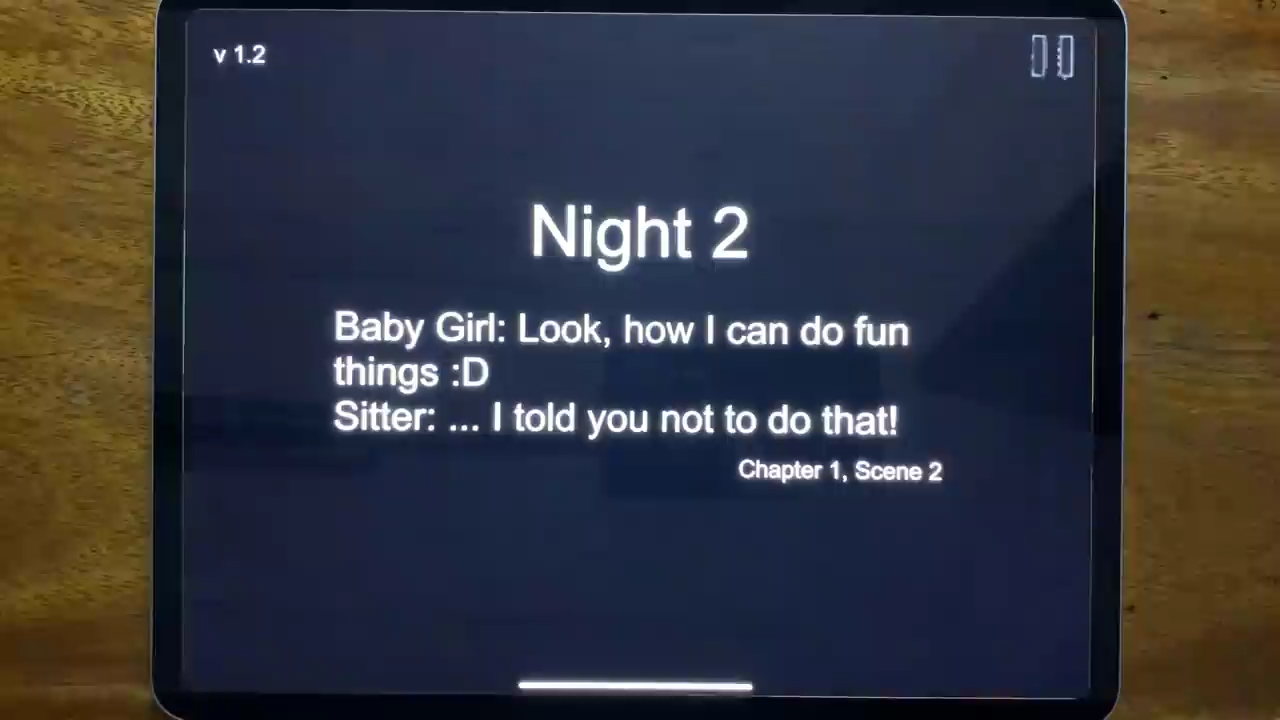 v 1.2
Night 2
Baby Girl: Look, how I can do fun
things :D
Sitter: ... I told you not to do that!
Chapter 1, Scene 2